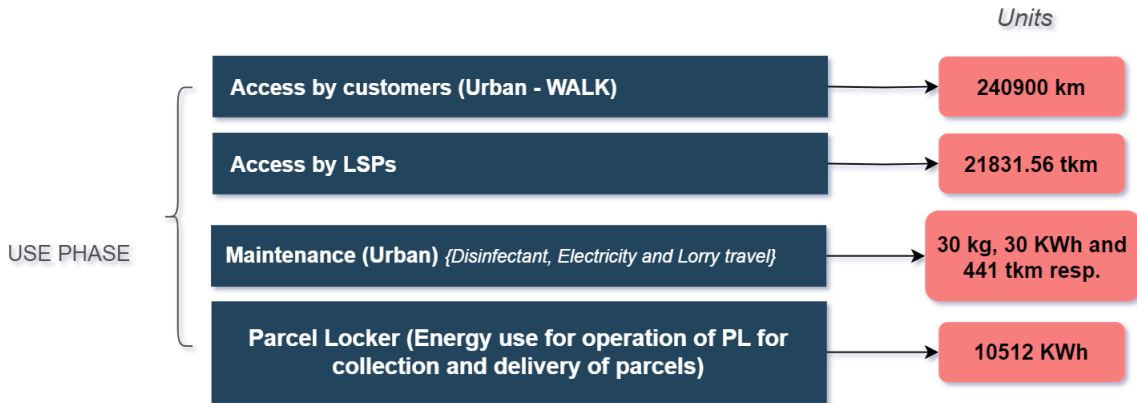 Units
Access by customers (Urban - WALK)
240900 km
Access by LSPs
21831.56 tkm
USE PHASE
Maintenance (Urban) {Disinfectant, Electricity and Lorry travel}
30 kg, 30 KWh and
441 tkm resp.
Parcel Locker (Energy use for operation of PL for
collection and delivery of parcels)
10512 KWh